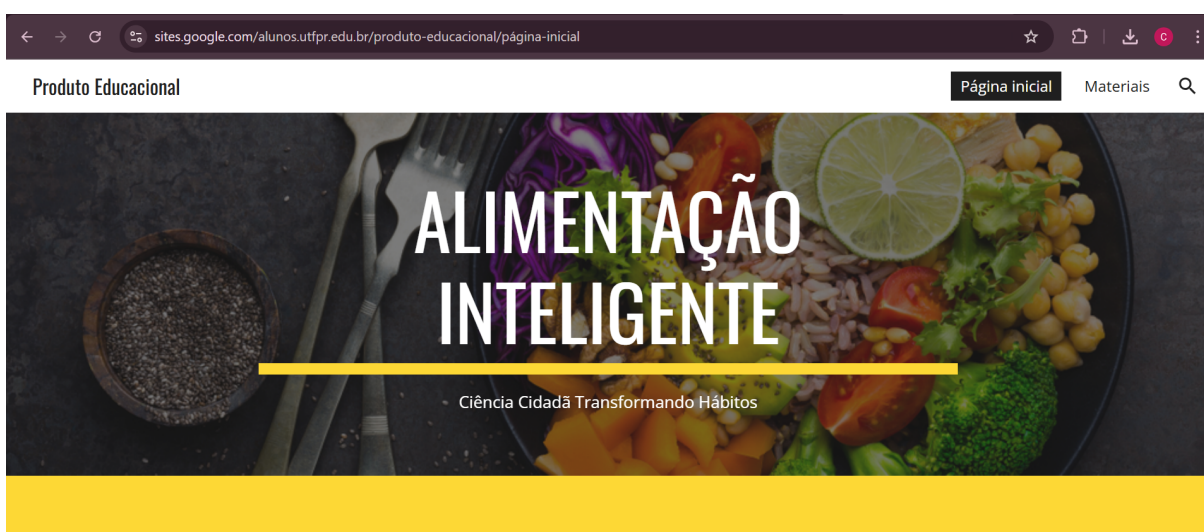 sites.google.com/alunos.utfpr.edu.br/produto-educacional/página-inicial
C
Produto Educacional
Página inicial
Materiais
ALIMENTAÇÃO
INTELIGENTE
Ciência Cidadã Transformando Hábitos